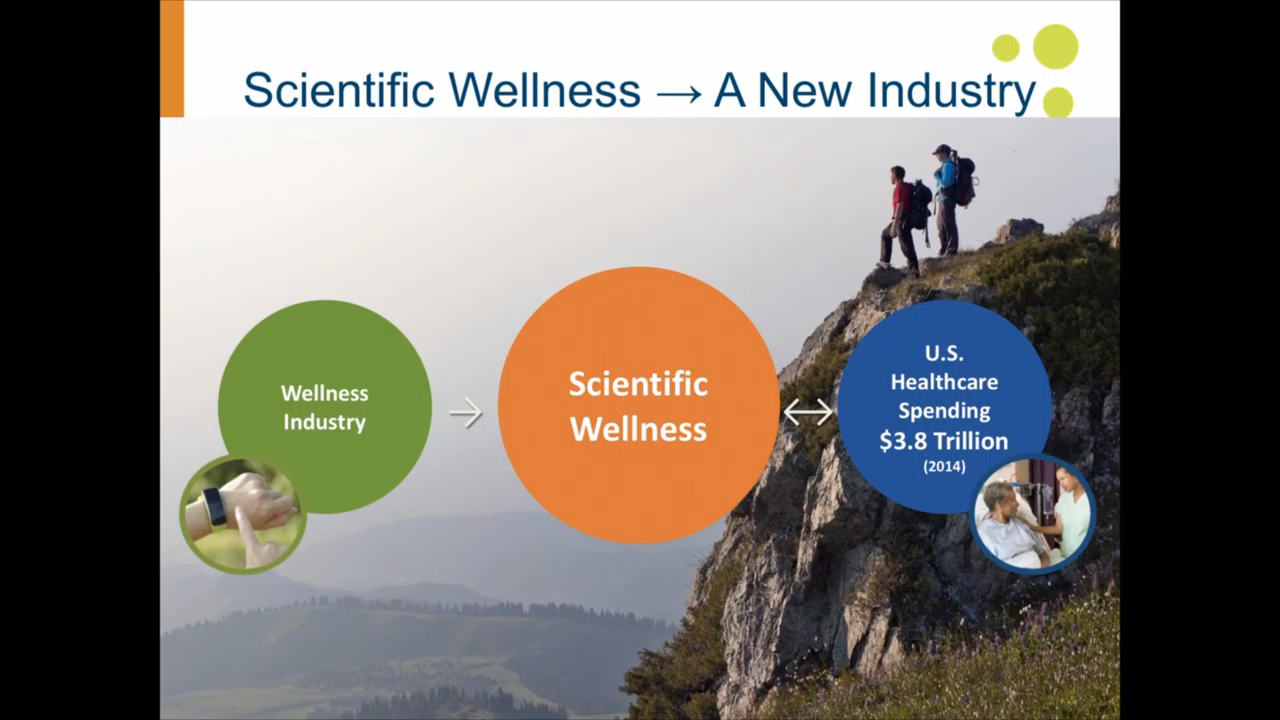 Scientific Wellness → A New Industry
Wellness
Industry
→
Scientific
Wellness
↔
U.S.
Healthcare
Spending
$3.8 Trillion
(2014)